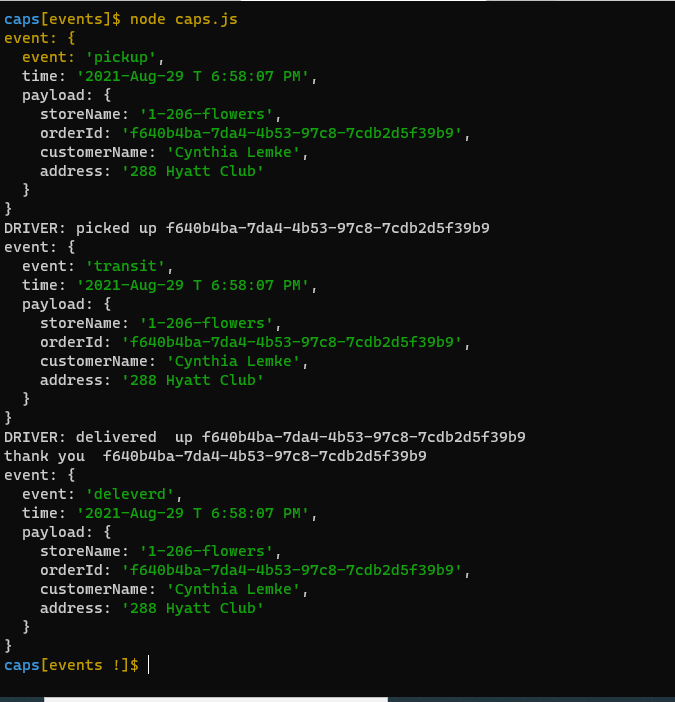 caps[events]$ node caps.js
event: {
  event: 'pickup',
  time: '2021-Aug-29 T 6:58:07 PM',
  payload: {
    storeName: '1-206-flowers',
    orderId: 'f640b4ba-7da4-4b53-97c8-7cdb2d5f39b9',
    customerName: 'Cynthia Lemke',
    address: '288 Hyatt Club'
  }
}
DRIVER: picked up f640b4ba-7da4-4b53-97c8-7cdb2d5f39b9
event: {
  event: 'transit',
  time: '2021-Aug-29 T 6:58:07 PM',
  payload: {
    storeName: '1-206-flowers',
    orderId: 'f640b4ba-7da4-4b53-97c8-7cdb2d5f39b9',
    customerName: 'Cynthia Lemke',
    address: '288 Hyatt Club'
  }
}
DRIVER: delivered  up f640b4ba-7da4-4b53-97c8-7cdb2d5f39b9
thank you  f640b4ba-7da4-4b53-97c8-7cdb2d5f39b9
event: {
  event: 'deleverd',
  time: '2021-Aug-29 T 6:58:07 PM',
  payload: {
    storeName: '1-206-flowers',
    orderId: 'f640b4ba-7da4-4b53-97c8-7cdb2d5f39b9',
    customerName: 'Cynthia Lemke',
    address: '288 Hyatt Club'
  }
}
caps[events !]$